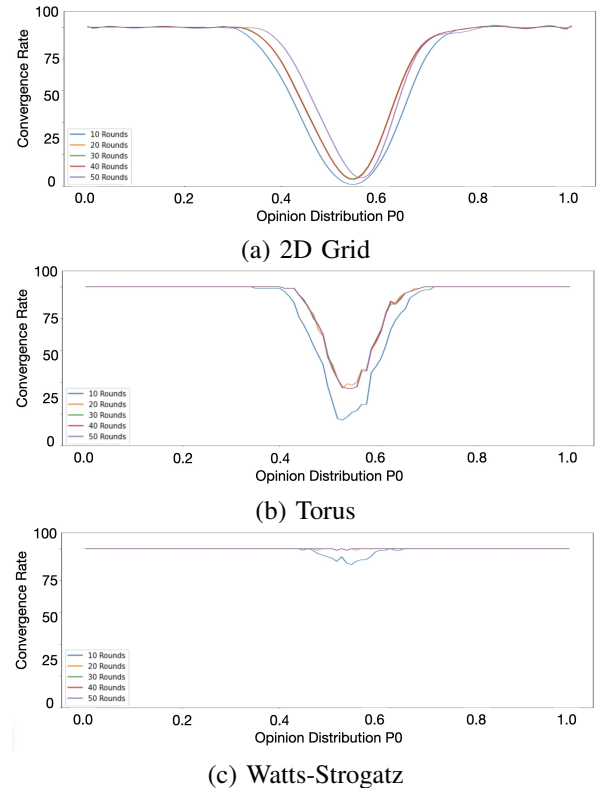 100
75
50
25
0
Convergence Rate
10 Rounds
20 Rounds
30 Rounds
40 Rounds
50 Rounds
0.0 0.2 0.4 0.6 0.8 1.0
Opinion Distribution P0
(a) 2D Grid
100
75
50
25
0
Convergence Rate
10 Rounds
20 Rounds
30 Rounds
40 Rounds
50 Rounds
0.0 0.2 0.4 0.6 0.8 1.0
Opinion Distribution P0
(b) Torus
100
75
50
25
0
Convergence Rate
10 Rounds
20 Rounds
30 Rounds
40 Rounds
50 Rounds
0.0 0.2 0.4 0.6 0.8 1.0
Opinion Distribution P0
(c) Watts-Strogatz